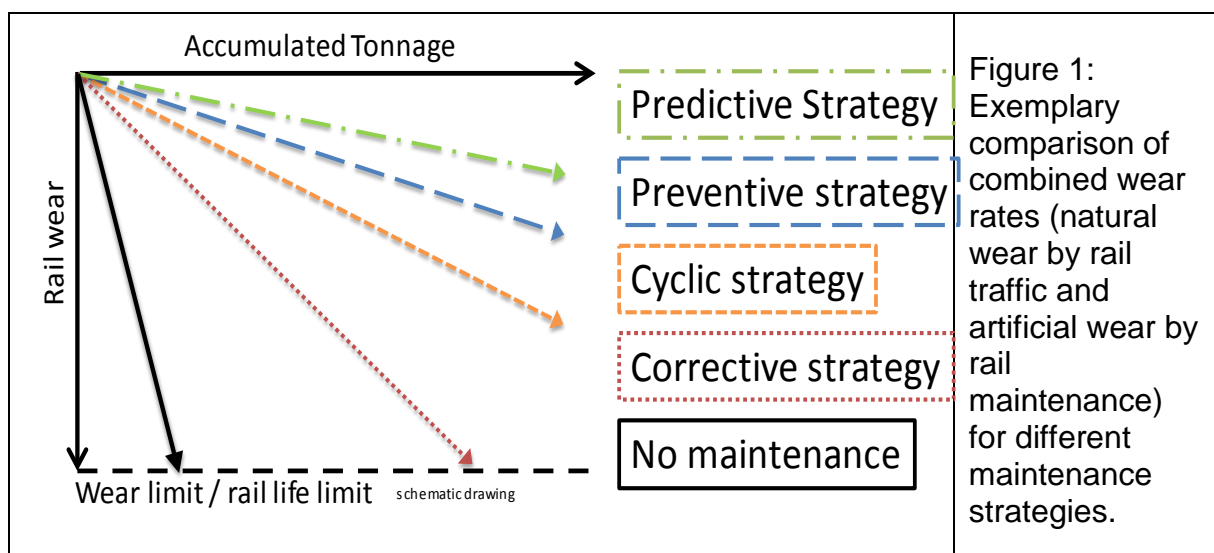 Accumulated Tonnage
Rail wear
Predictive Strategy
Preventive strategy
Cyclic strategy
Corrective strategy
No maintenance
Wear limit / rail life limit schematic drawing
Figure 1:
Exemplary
comparison of
combined wear
rates (natural
wear by rail
traffic and
artificial wear by
rail
maintenance)
for different
maintenance
strategies.